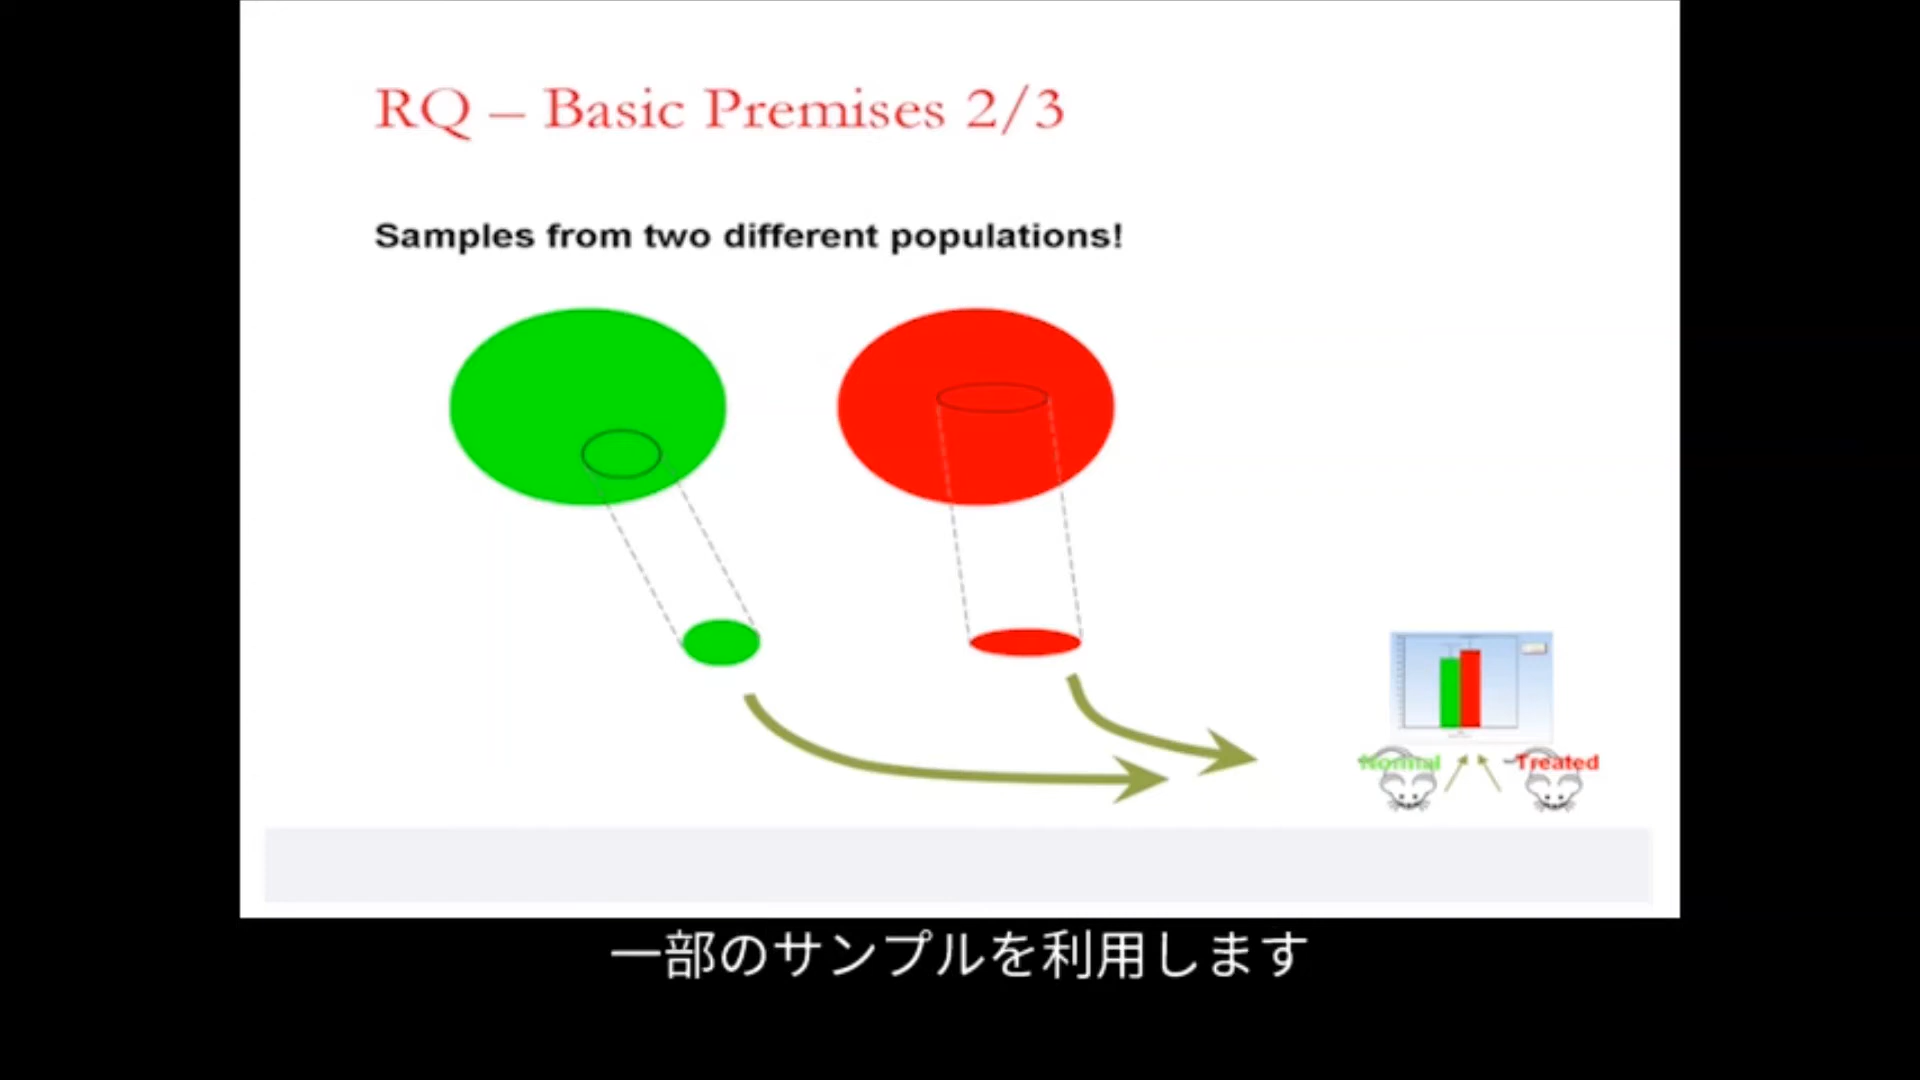 RQ – Basic Premises 2/3
Samples from two different populations!
Normal
Treated
一部のサンプルを利用します